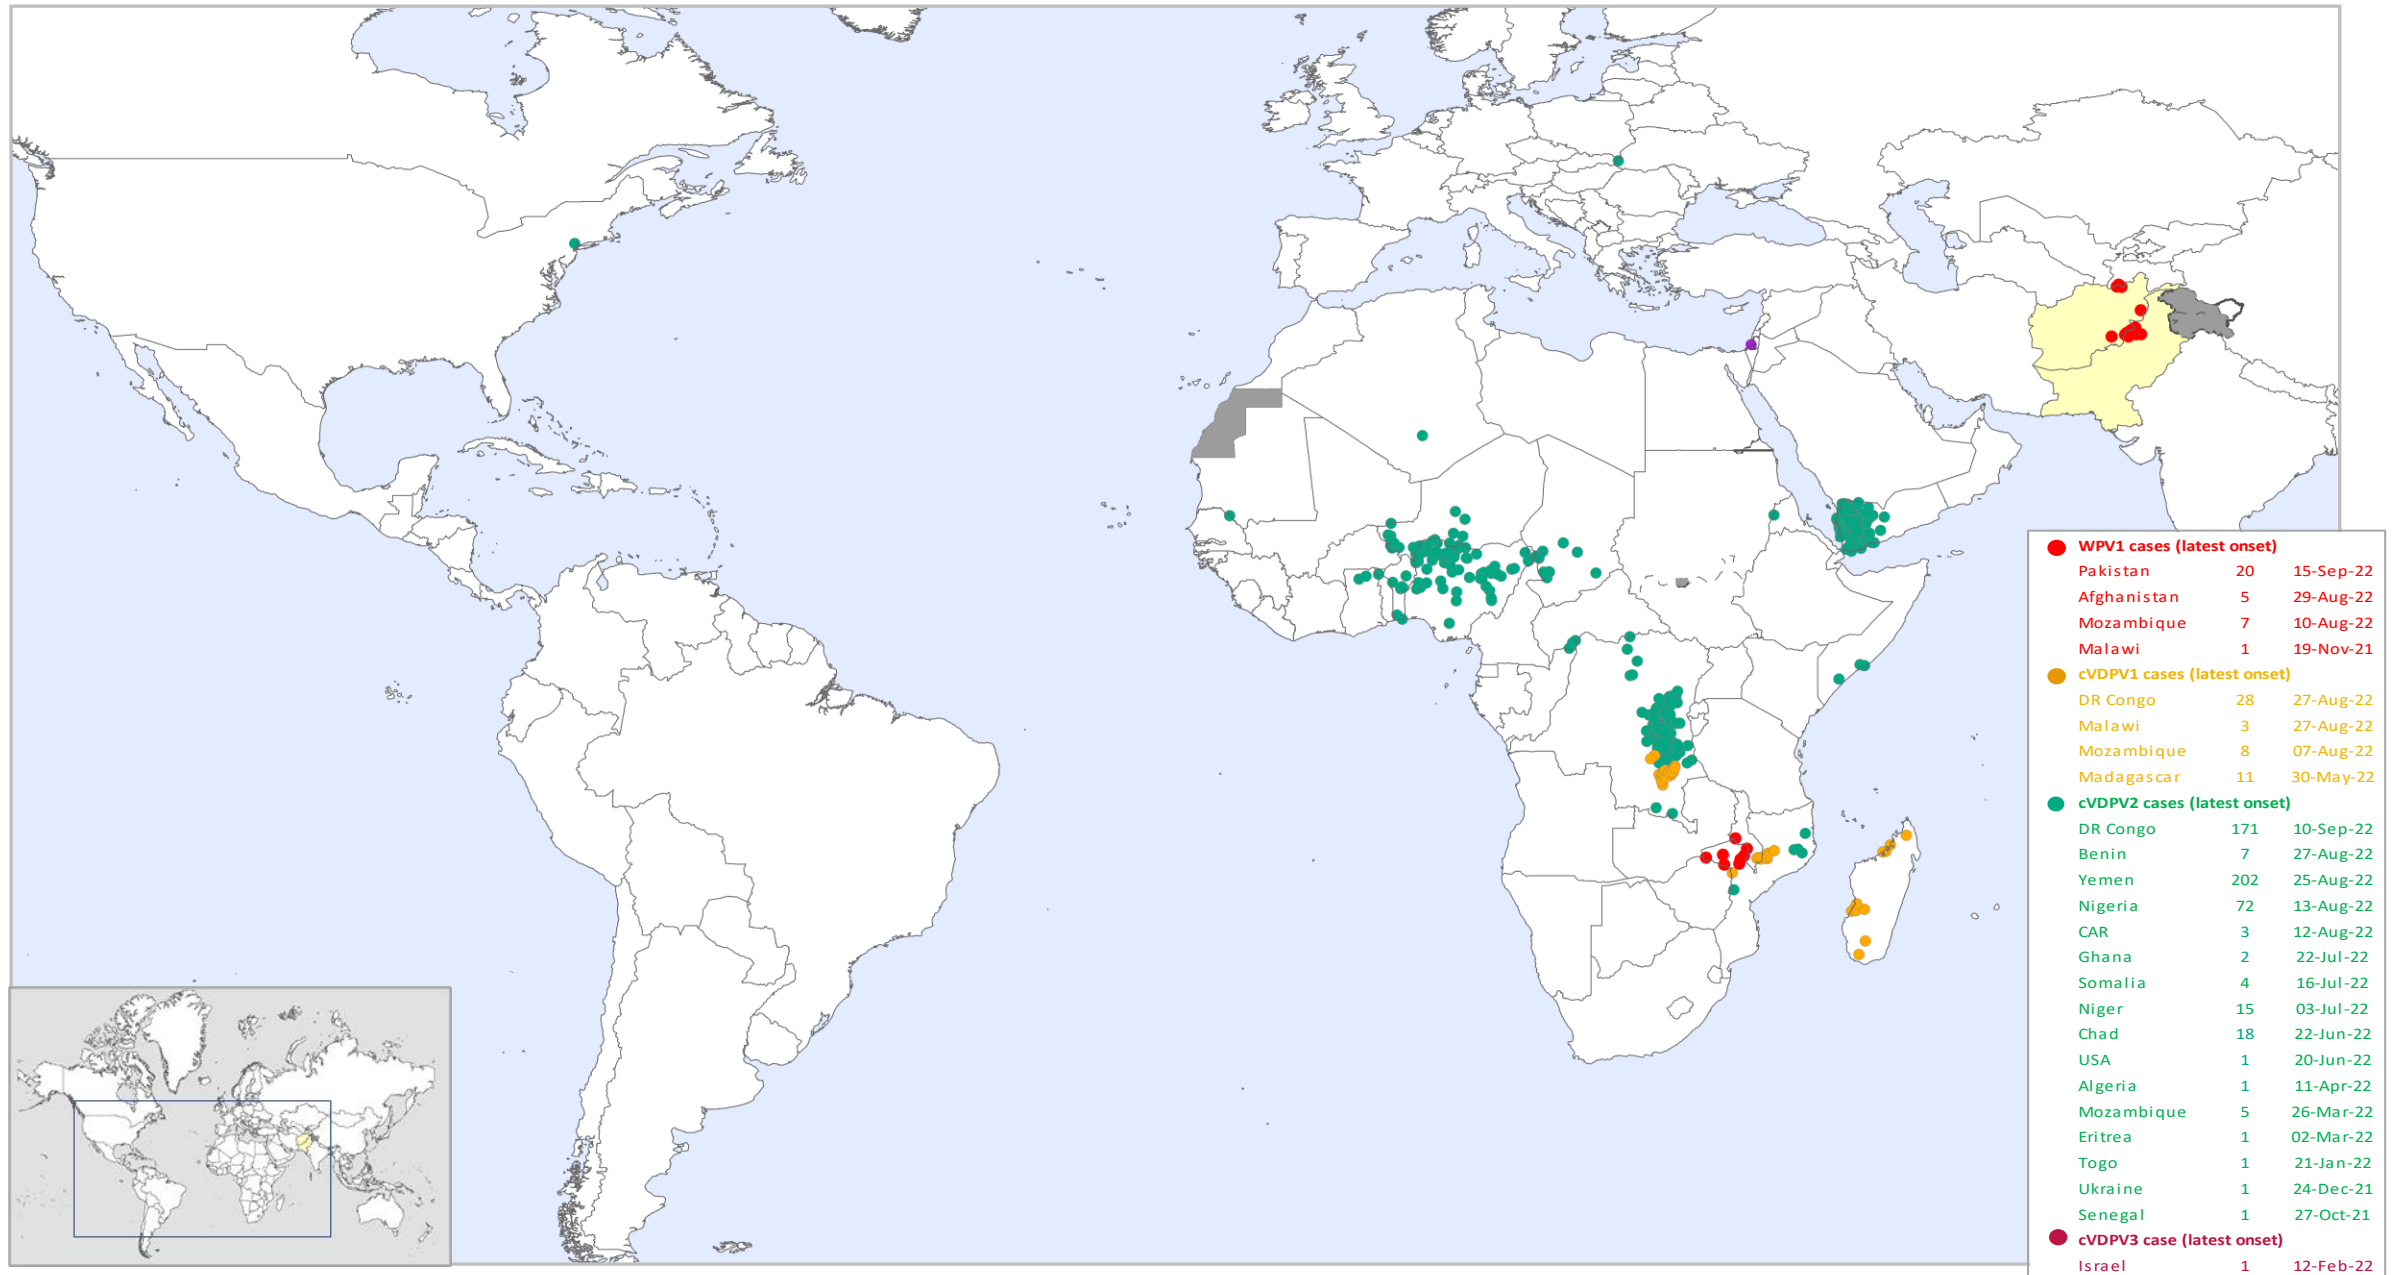 WPV1 cases (latest onset)
Pakistan 20 15-Sep-22
Afghanistan 5 29-Aug-22
Mozambique 7 10-Aug-22
Malawi 1 19-Nov-21
cVDPV1 cases (latest onset)
DR Congo 28 27-Aug-22
Malawi 3 27-Aug-22
Mozambique 8 07-Aug-22
Madagascar 11 30-May-22
cVDPV2 cases (latest onset)
DR Congo 171 10-Sep-22
Benin 7 27-Aug-22
Yemen 202 25-Aug-22
Nigeria 72 13-Aug-22
CAR 3 12-Aug-22
Ghana 2 22-Jul-22
Somalia 4 16-Jul-22
Niger 15 03-Jul-22
Chad 18 22-Jun-22
USA 1 20-Jun-22
Algeria 1 11-Apr-22
Mozambique 5 26-Mar-22
Eritrea 1 02-Mar-22
Togo 1 21-Jan-22
Ukraine 1 24-Dec-21
Senegal 1 27-Oct-21
cVDPV3 case (latest onset)
Israel 1 12-Feb-22